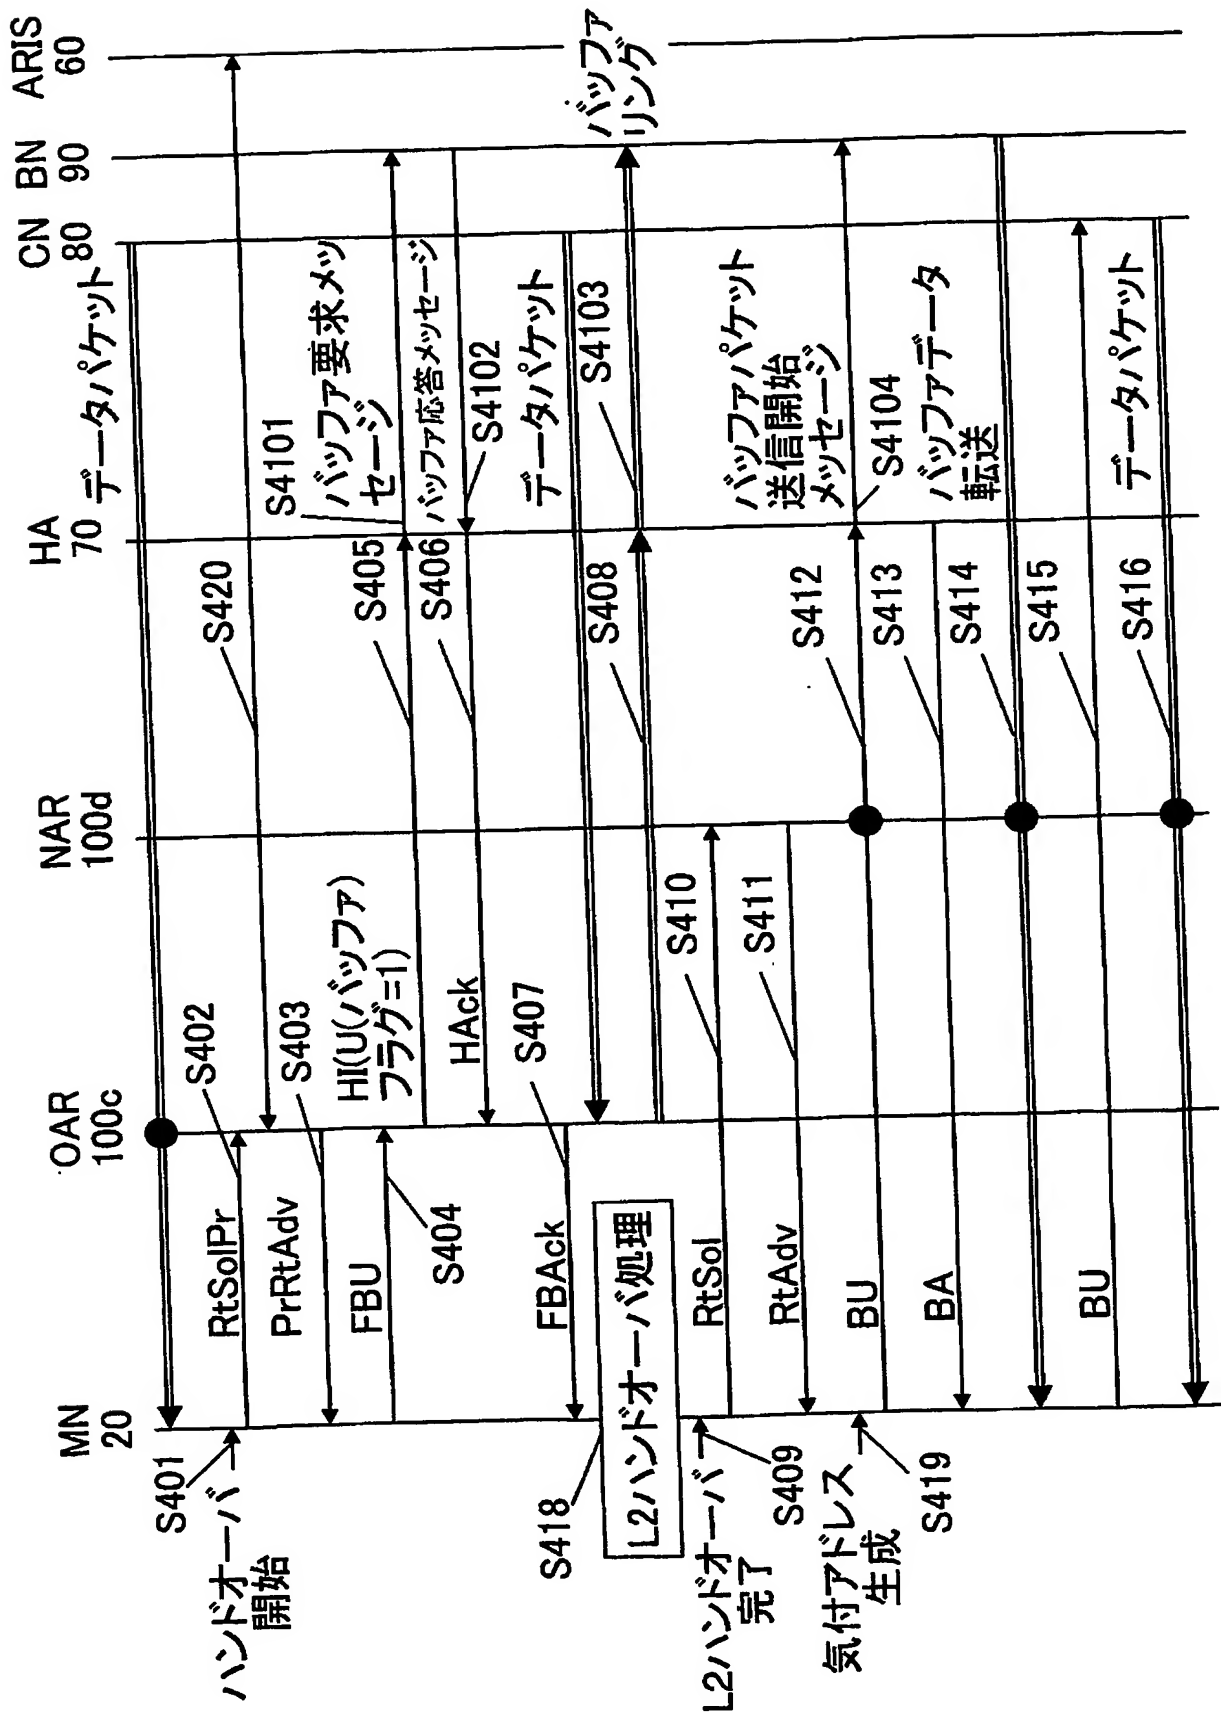 MN
20
OAR
100c
NAR
100d
HA
70
CN
80
BN
90
ARIS
60
データパケット
S401
ハンドオーバ
開始
RtSolPr
S402
S420
PrRtAdv
S403
FBU
S404
HI(U(バッファ)
フラグ=1)
S405
S4101
バッファ要求メッ
セージ
HAck
S406
バッファ応答メッセージ
S4102
FBAck
S407
データパケット
S418
L2ハンドオーバ処理
S408
S4103
バッファ
リング
L2ハンドオーバ
完了
S409
RtSol
S410
RtAdv
S411
気付アドレス
生成
S419
BU
S412
バッファパケット
送信開始
メッセージ
S4104
BA
S413
S414
バッファデータ
転送
BU
S415
S416
データパケット